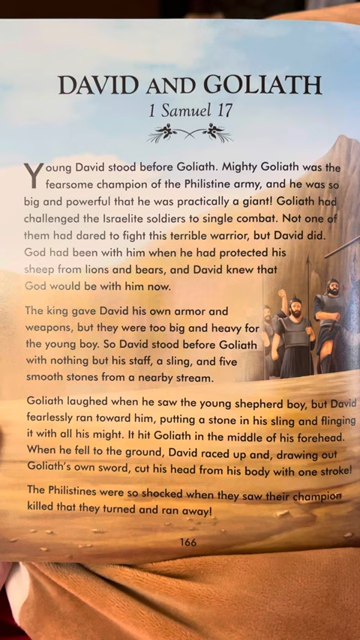 DAVID AND GOLIATH
1 Samuel 17
Young David stood before Goliath. Mighty Goliath was the
fearsome champion of the Philistine army, and he was so
big and powerful that he was practically a giant! Goliath had
challenged the Israelite soldiers to single combat. Not one of
them had dared to fight this terrible warrior, but David did.
God had been with him when he had protected his
sheep from lions and bears, and David knew that
God would be with him now.
The king gave David his own armor and
weapons, but they were too big and heavy for
the young boy. So David stood before Goliath
with nothing but his staff, a sling, and five
smooth stones from a nearby stream.
Goliath laughed when he saw the young shepherd boy, but David
fearlessly ran toward him, putting a stone in his sling and flinging
it with all his might. It hit Goliath in the middle of his forehead.
When he fell to the ground, David raced up and, drawing out
Goliath's own sword, cut his head from his body with one stroke!
The Philistines were so shocked when they saw their champion
killed that they turned and ran away!
166